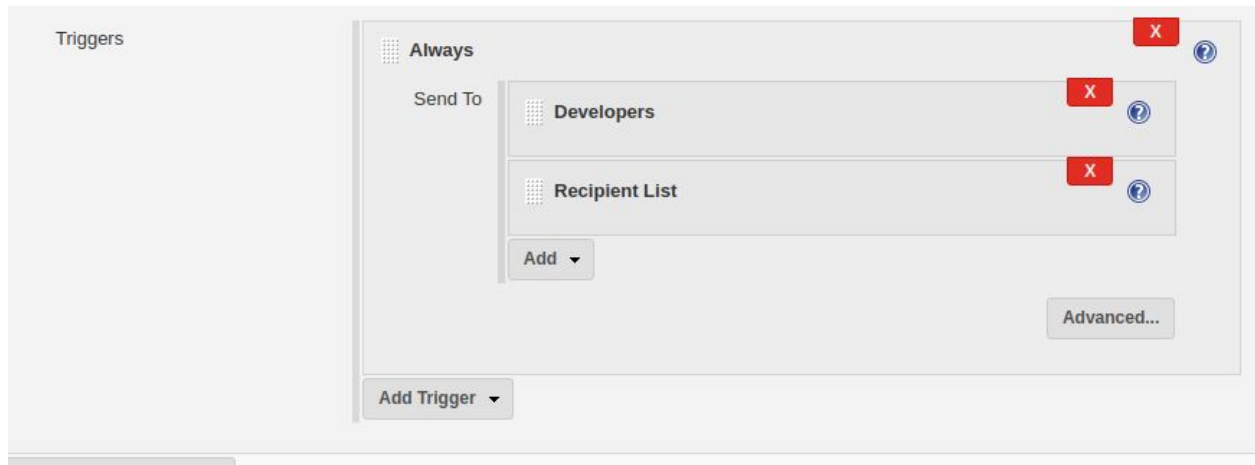 Triggers
Always
X
Send To
Developers
X
Recipient List
X
Add
Advanced...
Add Trigger